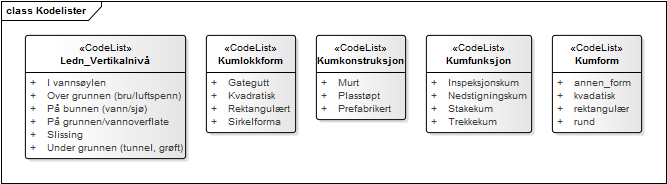 class Kodelister
«CodeList»
Ledn_Vertikalnivå
+ I vannsøylen
+ Over grunnen (bru/luftspenn)
+ På bunnen (vann/sjø)
+ På grunnen/vannoverflate
+ Slissing
+ Under grunnen (tunnel, grøft)
«CodeList»
Kumlokkform
+ Gategutt
+ Kvadratisk
+ Rektangulært
+ Sirkelforma
«CodeList»
Kumkonstruksjon
+ Murt
+ Plasstøpt
+ Prefabrikert
«CodeList»
Kumfunksjon
+ Inspeksjonskum
+ Nedstigningskum
+ Stakekum
+ Trekkekum
«CodeList»
Kumform
+ annen_form
+ kvadatisk
+ rektangulær
+ rund